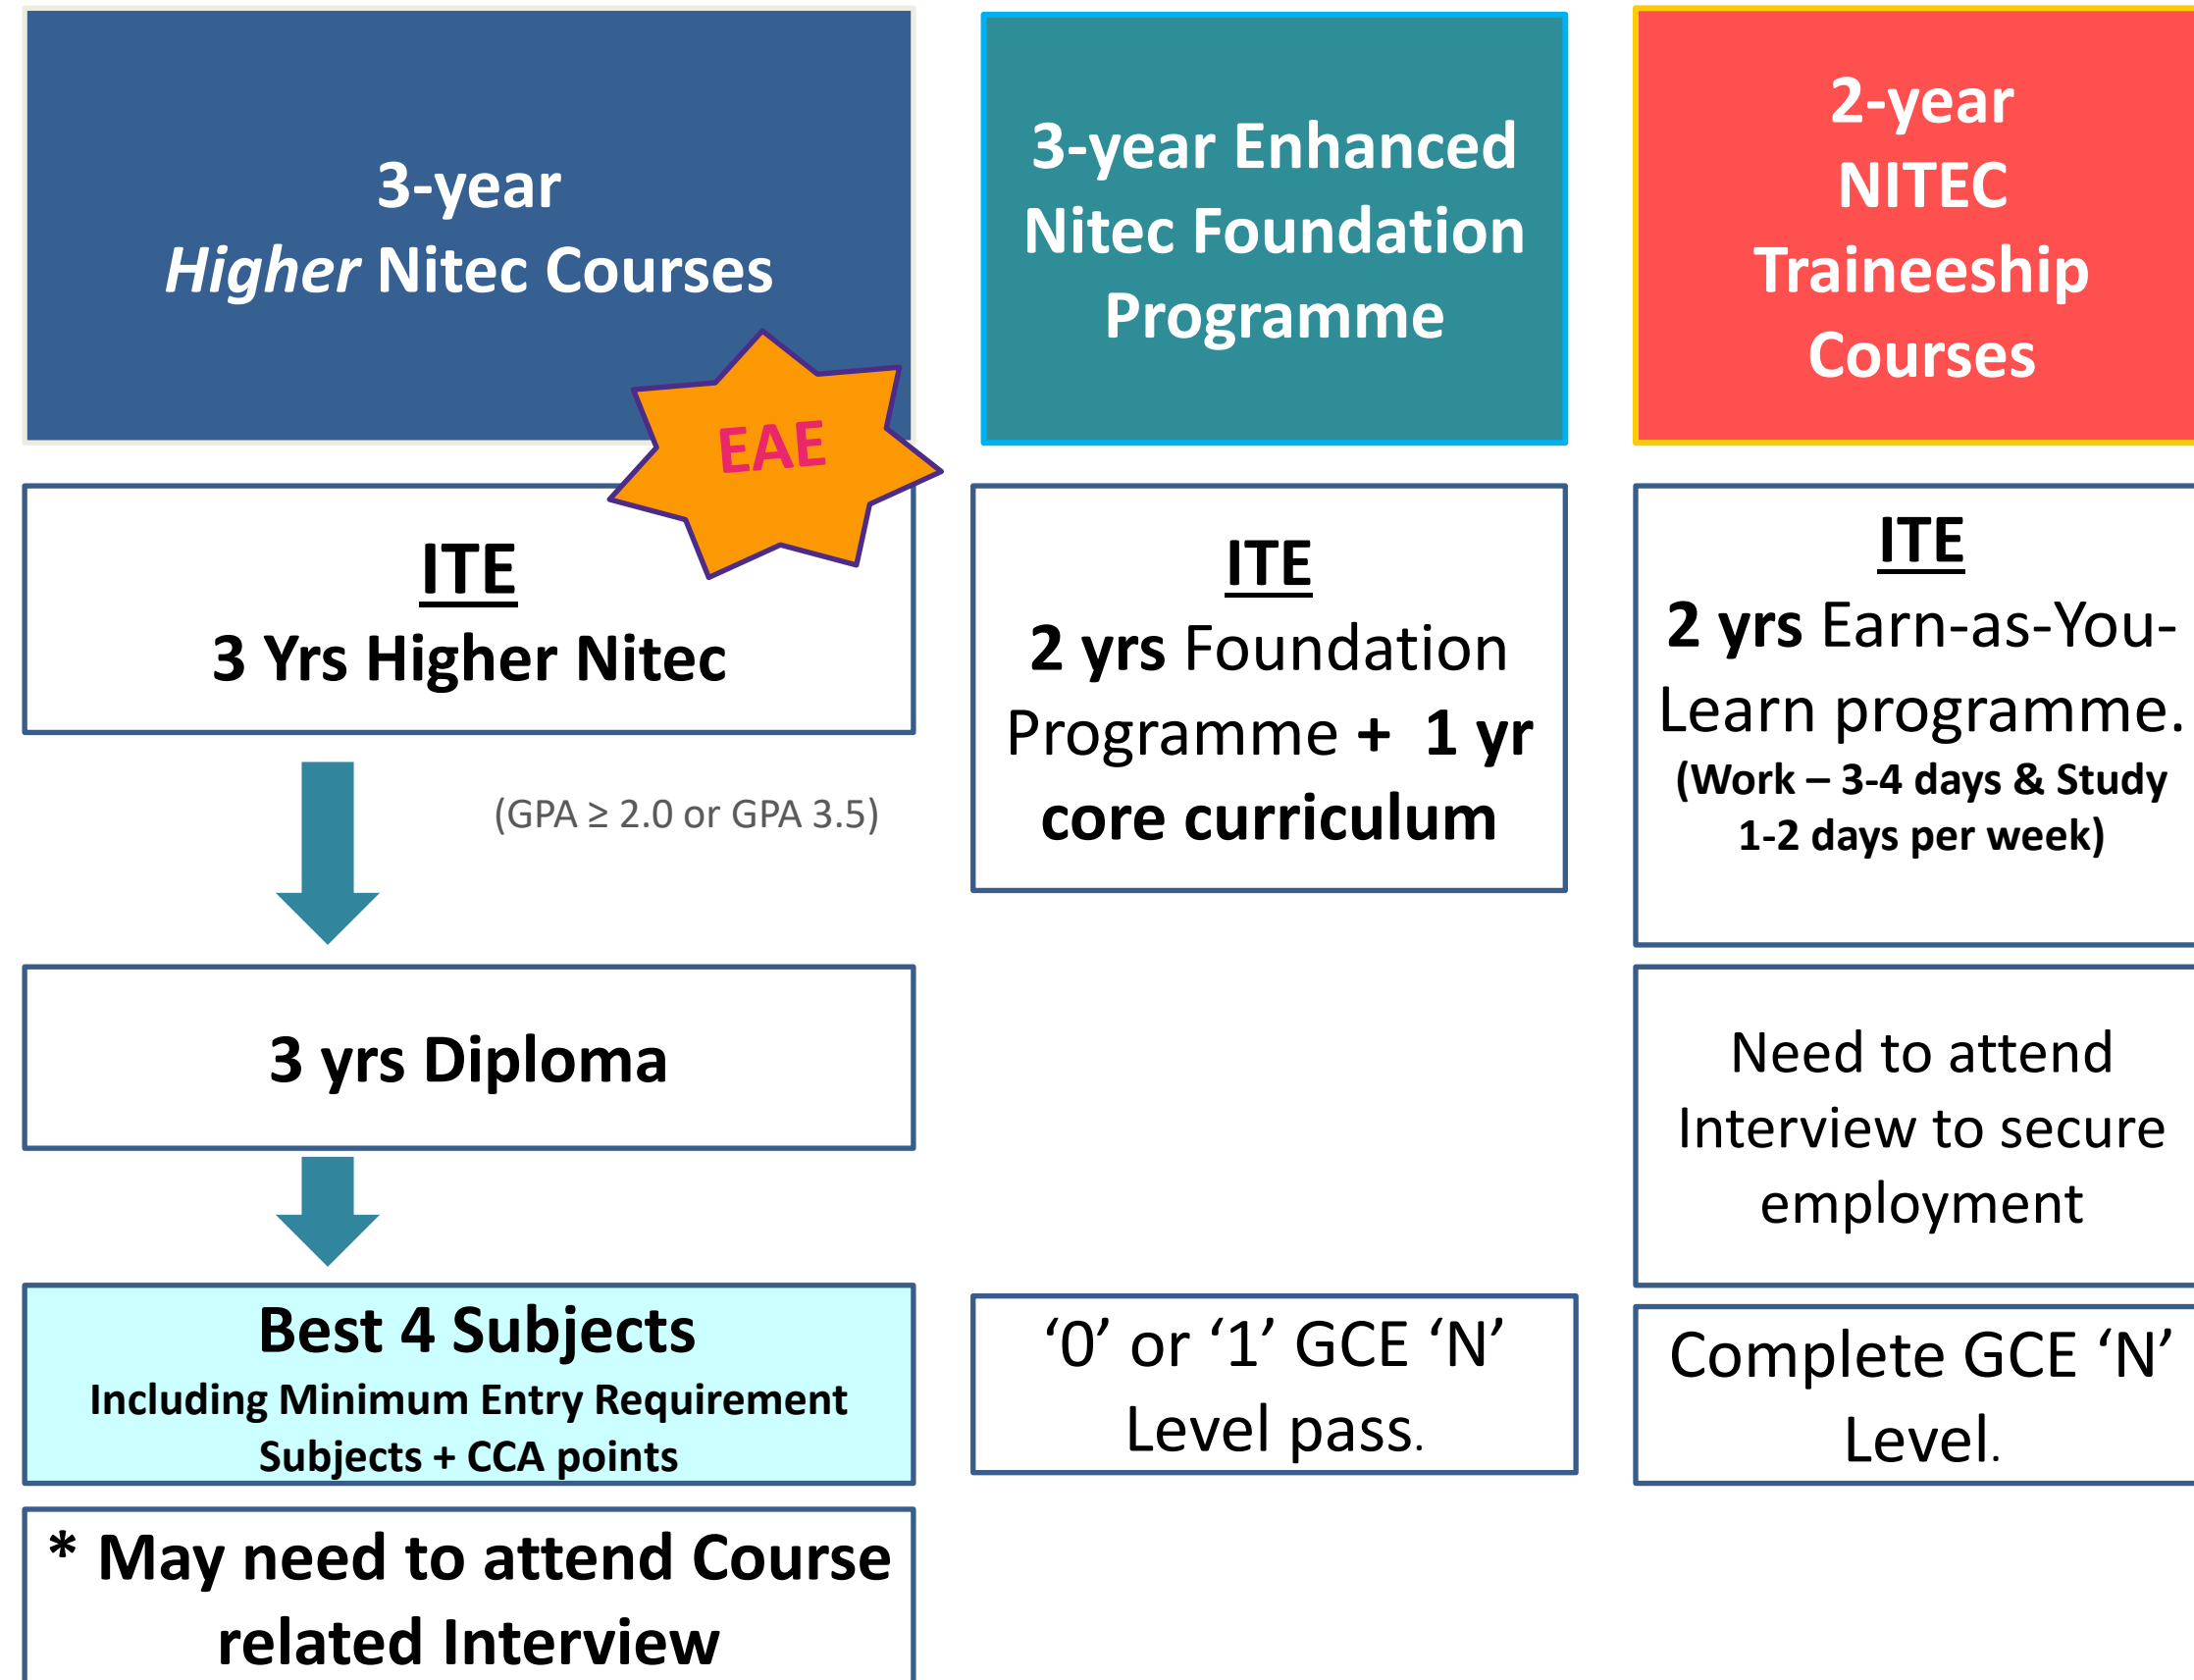 3-year
Higher Nitec Courses
EAE
ITE
3 Yrs Higher Nitec
(GPA ≥ 2.0 or GPA 3.5)
3 yrs Diploma
Best 4 Subjects
Including Minimum Entry Requirement
Subjects + CCA points
* May need to attend Course
related Interview
3-year Enhanced
Nitec Foundation
Programme
ITE
2 yrs Foundation
Programme + 1 yr
core curriculum
‘0’ or ‘1’ GCE ‘N’
Level pass.
2-year
NITEC
Traineeship
Courses
ITE
2 yrs Earn-as-You-
Learn programme.
(Work – 3-4 days & Study
1-2 days per week)
Need to attend
Interview to secure
employment
Complete GCE ‘N’
Level.